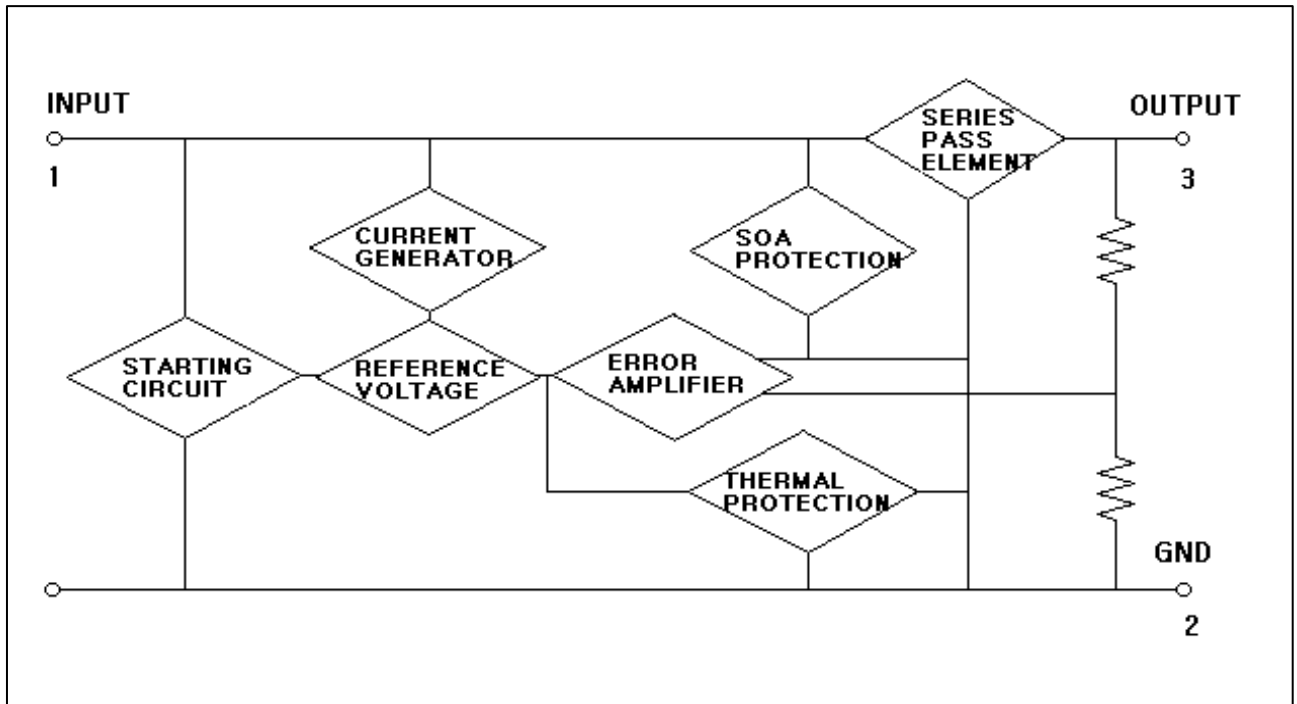 INPUT
1
SERIES
PASS
ELEMENT
OUTPUT
3
CURRENT
GENERATOR
SOA
PROTECTION
STARTING
CIRCUIT
REFERENCE
VOLTAGE
ERROR
AMPLIFIER
THERMAL
PROTECTION
GND
2